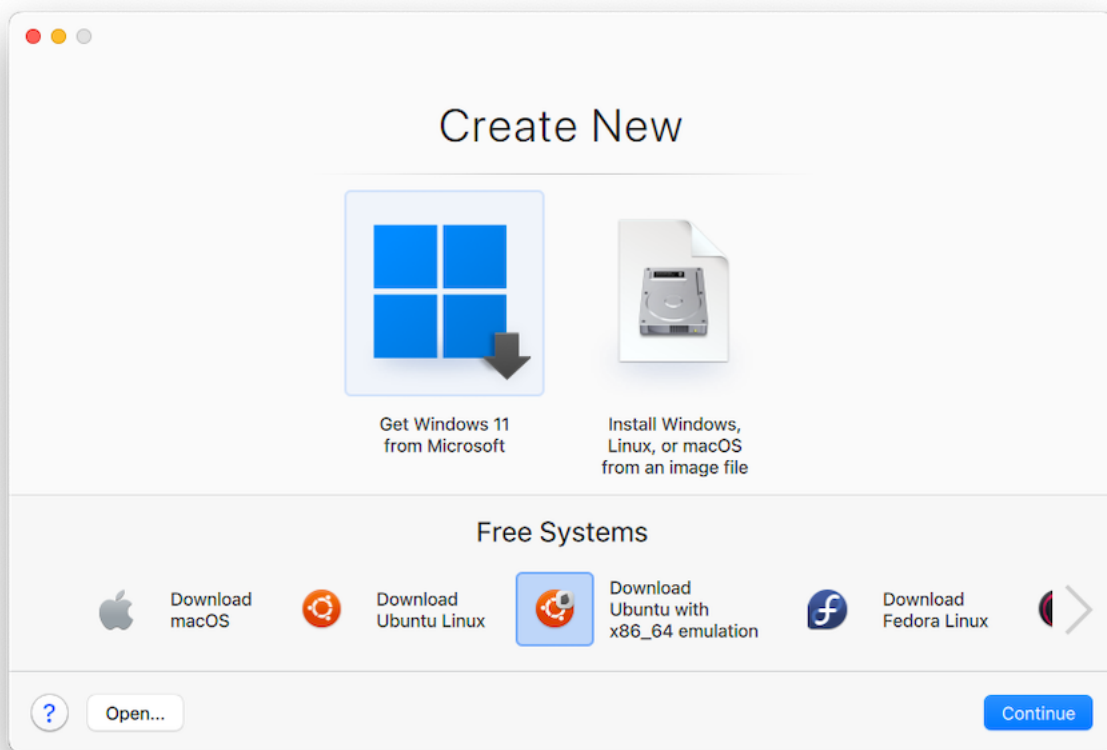 Create New
Get Windows 11
from Microsoft
Install Windows,
Linux, or macOS
from an image file
Free Systems
Download
macOS
Download
Ubuntu Linux
Download
Ubuntu with
x86_64 emulation
Download
Fedora Linux
?
Open...
Continue